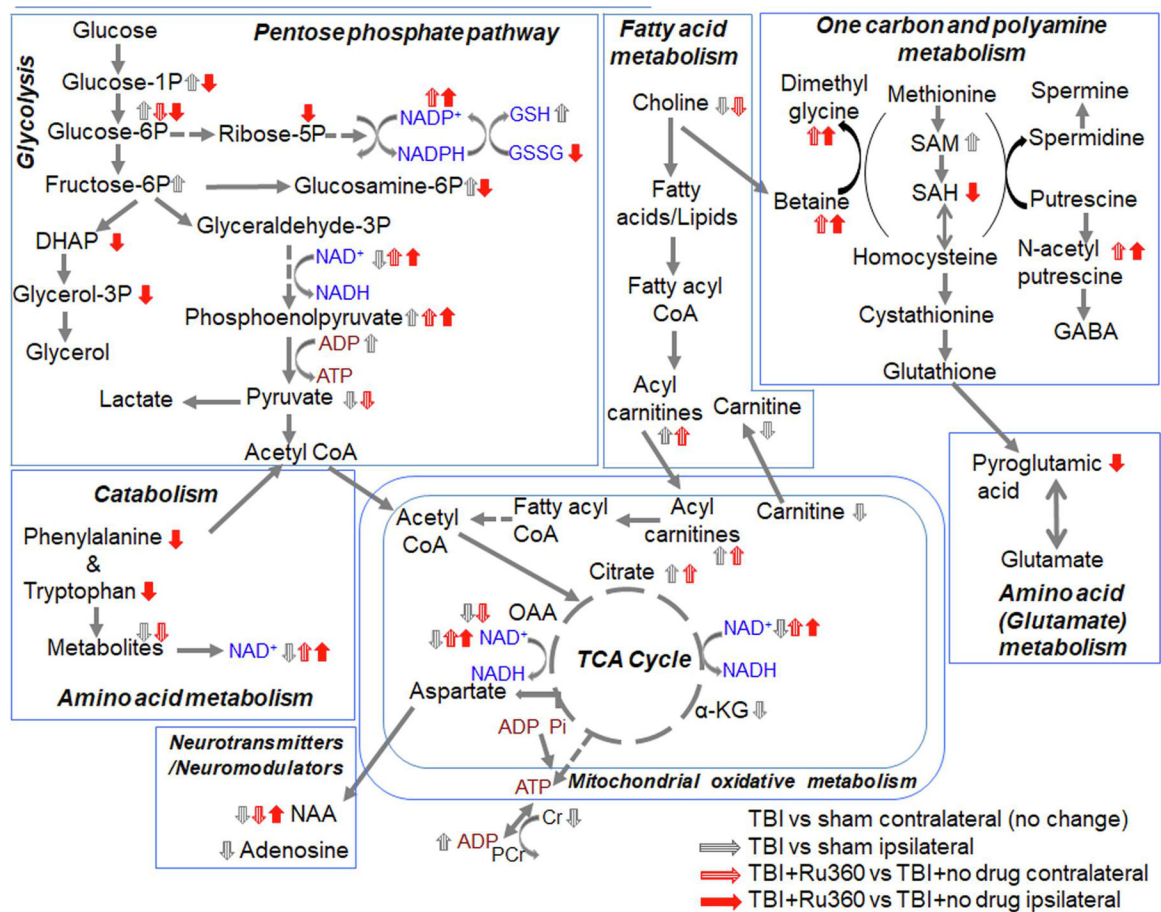 Glycolysis
Pentose phosphate pathway
Glucose
Glucose-1P
Glucose-6P
Ribose-5P
NADP+
NADPH
GSH
GSSG
Fructose-6P
Glucosamine-6P
Glyceraldehyde-3P
DHAP
NAD+
NADH
Glycerol-3P
Phosphoenolpyruvate
ADP
ATP
Glycerol
Lactate
Pyruvate
Acetyl CoA
Fatty acid
metabolism
Choline
Fatty
acids/Lipids
Fatty acyl
CoA
Acyl
carnitines
Carnitine
One carbon and polyamine
metabolism
Dimethyl
glycine
Betaine
Methionine
SAM
SAH
Homocysteine
Cystathionine
Glutathione
Spermine
Spermidine
Putrescine
N-acetyl
putrescine
GABA
Pyroglutamic
acid
Glutamate
Amino acid
(Glutamate)
metabolism
Catabolism
Phenylalanine
&
Tryptophan
Metabolites
NAD+
Amino acid metabolism
Acetyl
CoA
Fatty acyl
CoA
Acyl
carnitines
Carnitine
Citrate
OAA
NAD+
NADH
TCA Cycle
NAD+
NADH
Aspartate
α-KG
ADP Pi
ATP
Mitochondrial oxidative metabolism
Cr
ADP
PCr
Neurotransmitters
/Neuromodulators
NAA
Adenosine
TBI vs sham contralateral (no change)
TBI vs sham ipsilateral
TBI+Ru360 vs TBI+no drug contralateral
TBI+Ru360 vs TBI+no drug ipsilateral